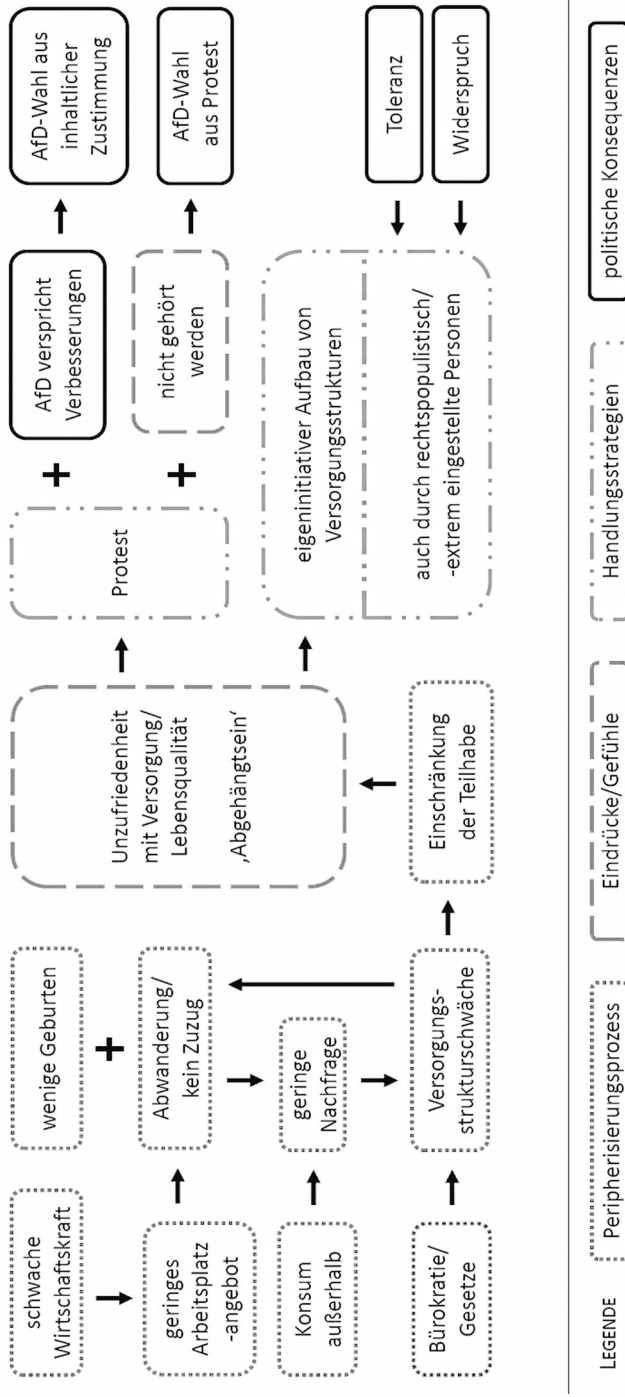 schwache
Wirtschaftskraft
wenige Geburten
geringes
Arbeitsplatz
-angebot
Abwanderung/
kein Zuzug
Konsum
außerhalb
geringe
Nachfrage
Bürokratie/
Gesetze
Versorgungs-
strukturschwäche
Einschränkung
der Teilhabe
Unzufriedenheit
mit Versorgung/
Lebensqualität
‚Abgehängtsein‘
Protest
AfD verspricht
Verbesserungen
AfD-Wahl aus
inhaltlicher
Zustimmung
nicht gehört
werden
AfD-Wahl
aus Protest
eigeninitiativer Aufbau von
Versorgungsstrukturen
auch durch rechtspopulistisch/
-extrem eingestellte Personen
Toleranz
Widerspruch
LEGENDE
Peripherisierungsprozess
Eindrücke/Gefühle
Handlungsstrategien
politische Konsequenzen